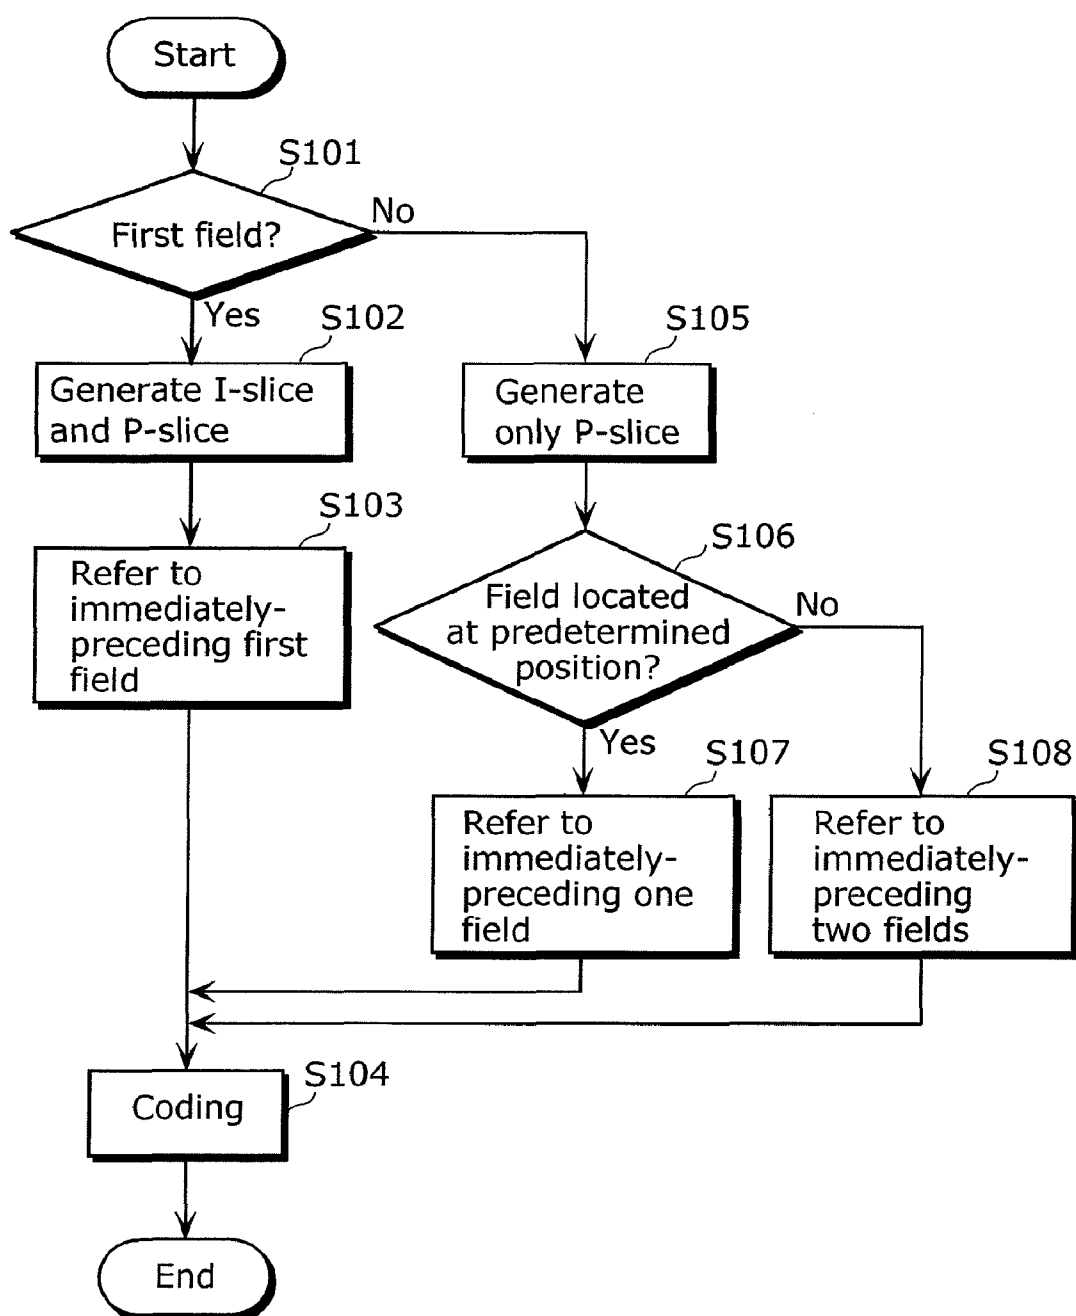 Start
S101
First field?
No
Yes
S102
Generate I-slice
and P-slice
S105
Generate
only P-slice
S103
Refer to
immediately-
preceding first
field
S106
Field located
at predetermined
position?
No
Yes
S107
Refer to
immediately-
preceding one
field
S108
Refer to
immediately-
preceding
two fields
S104
Coding
End